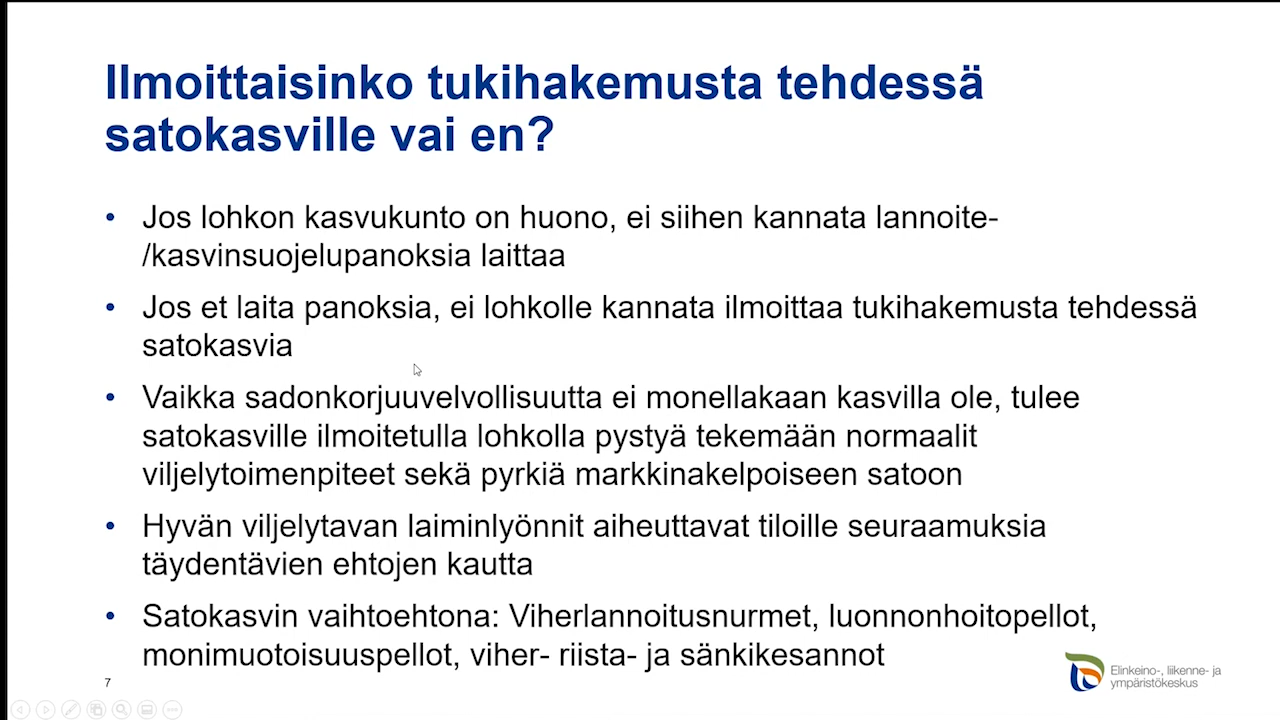 Ilmoittaisinko tukihakemusta tehdessä
satokasville vai en?
• Jos lohkon kasvukunto on huono, ei siihen kannata lannoite-
/kasvinsuojelupanoksia laittaa
• Jos et laita panoksia, ei lohkolle kannata ilmoittaa tukihakemusta tehdessä
satokasvia
• Vaikka sadonkorjuuvelvollisuutta ei monellakaan kasvilla ole, tulee
satokasville ilmoitetulla lohkolla pystyä tekemään normaalit
viljelytoimenpiteet sekä pyrkiä markkinakelpoiseen satoon
• Hyvän viljelytavan laiminlyönnit aiheuttavat tiloille seuraamuksia
täydentävien ehtojen kautta
• Satokasvin vaihtoehtona: Viherlannoitusnurmet, luonnonhoitopellot,
monimuotoisuuspellot, viher- riista- ja sänkikesannot
7
Elinkeino-, liikenne- ja
ympäristökeskus